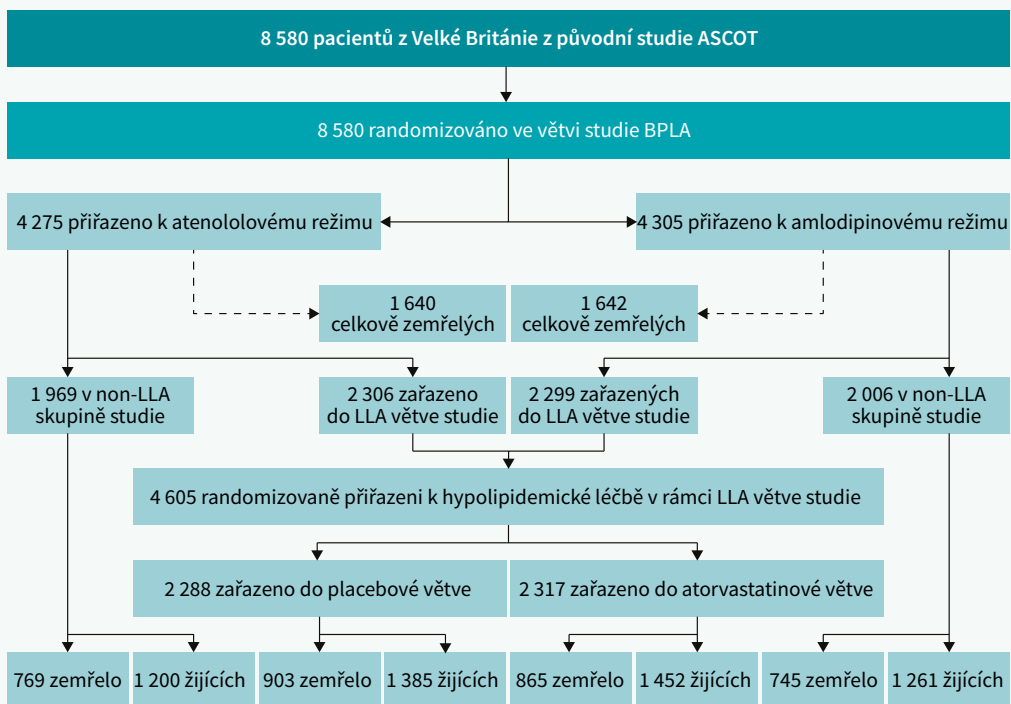 8 580 pacientů z Velké Británie z původní studie ASCOT
8 580 randomizováno ve větvi studie BPLA
4 275 přiřazeno k atenololovému režimu
4 305 přiřazeno k amlodipinovému režimu
1 640
celkově zemřelých
1 642
celkově zemřelých
1 969 v non-LLA
skupině studie
2 306 zařazeno
do LLA větve studie
2 299 zařazených
do LLA větve studie
2 006 v non-LLA
skupině studie
4 605 randomizovaně přiřazeni k hypolipidemické léčbě v rámci LLA větve studie
2 288 zařazeno do placebové větve
2 317 zařazeno do atorvastatinové větve
769 zemřelo
1 200 žijících
903 zemřelo
1 385 žijících
865 zemřelo
1 452 žijících
745 zemřelo
1 261 žijících